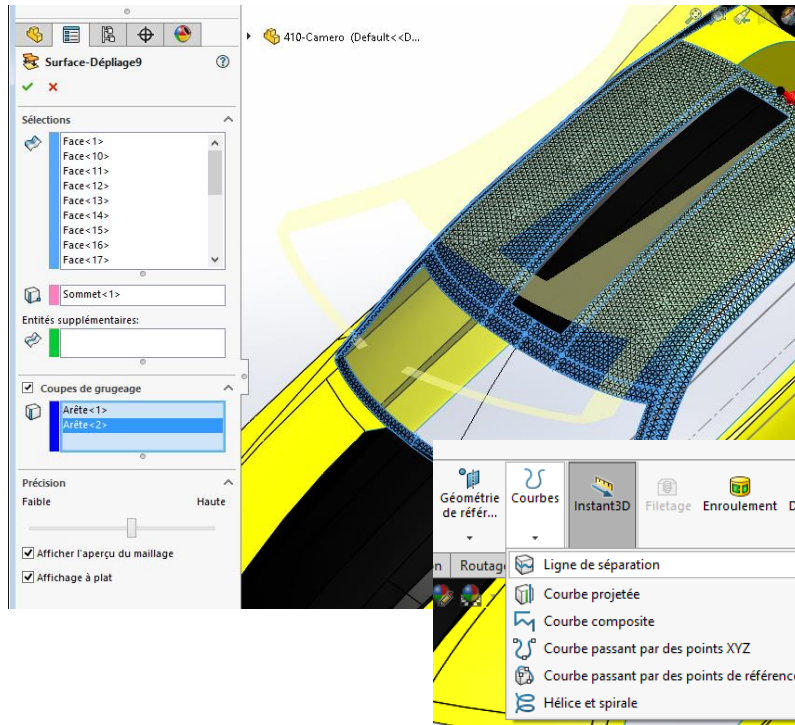 410-Camero (Default<<D...
Surface-Dépliage9
Sélections
Face<1>
Face<10>
Face<11>
Face<12>
Face<13>
Face<14>
Face<15>
Face<16>
Face<17>
Sommet<1>
Entités supplémentaires:
Coupes de grugeage
Arête<1>
Arête<2>
Précision
Faible
Haute
Afficher l'aperçu du maillage
Affichage à plat
Géométrie
de référ...
Courbes
Instant3D
Filetage
Enroulement
D
n
Routag
Ligne de séparation
Courbe projetée
Courbe composite
Courbe passant par des points XYZ
Courbe passant par des points de référence
Hélice et spirale